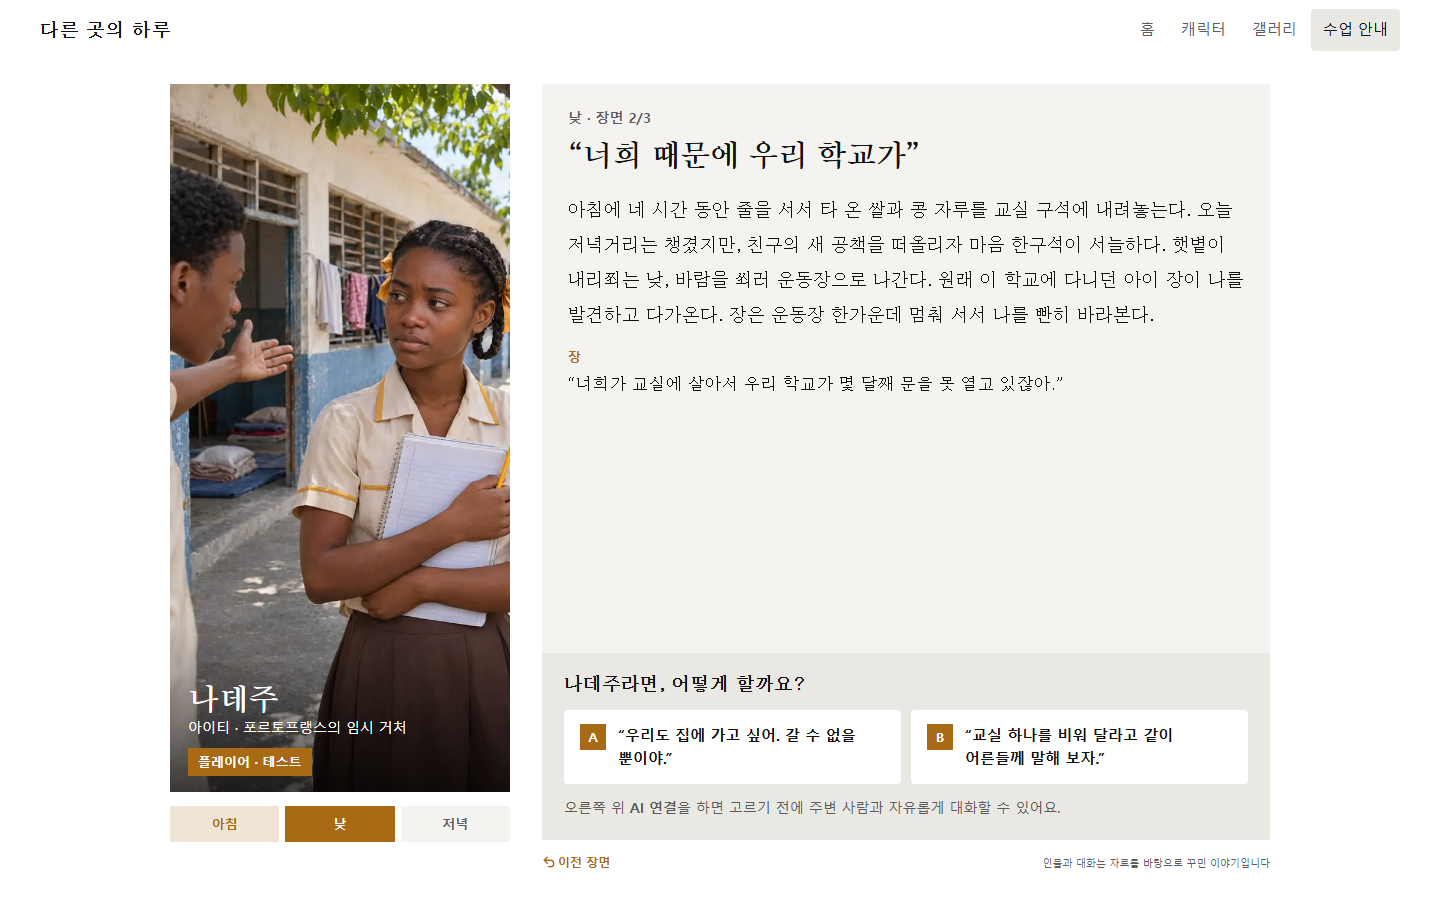 다른 곳의 하루
홈
캐릭터
갤러리
수업 안내
나데주
아이티 · 포르토프랭스의 임시 거처
플레이어 · 테스트
아침
낮
저녁
낮 · 장면 2/3
“너희 때문에 우리 학교가”
아침에 네 시간 동안 줄을 서서 타 온 쌀과 콩 자루를 교실 구석에 내려놓는다. 오늘
저녁거리는 챙겼지만, 친구의 새 공책을 떠올리자 마음 한구석이 서늘하다. 햇볕이
내리쬐는 낮, 바람을 쐬러 운동장으로 나간다. 원래 이 학교에 다니던 아이 장이 나를
발견하고 다가온다. 장은 운동장 한가운데 멈춰 서서 나를 빤히 바라본다.
장
“너희가 교실에 살아서 우리 학교가 몇 달째 문을 못 열고 있잖아.”
나데주라면, 어떻게 할까요?
A
“우리도 집에 가고 싶어. 갈 수 없을
뿐이야.”
B
“교실 하나를 비워 달라고 같이
어른들께 말해 보자.”
오른쪽 위 AI 연결을 하면 고르기 전에 주변 사람과 자유롭게 대화할 수 있어요.
이전 장면
인물과 대화는 자료를 바탕으로 꾸민 이야기입니다